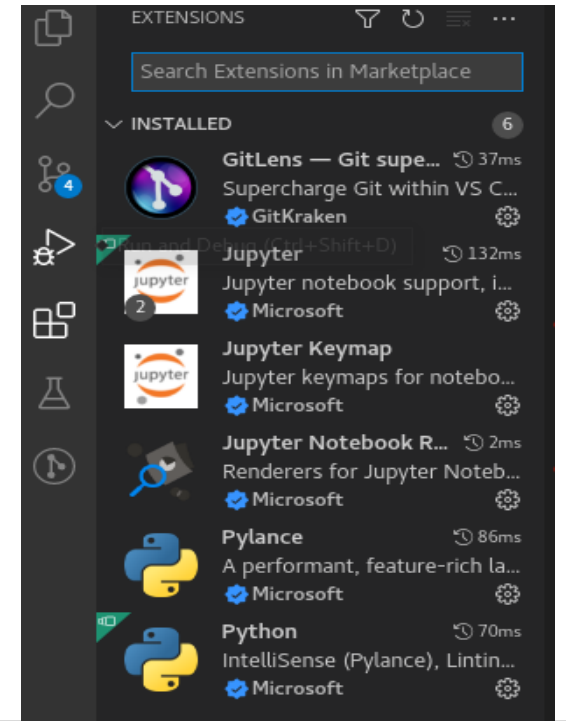 EXTENSIONS
Search Extensions in Marketplace
INSTALLED 6
GitLens — Git supe... 37ms
Supercharge Git within VS C...
GitKraken
4
Run and Debug (Ctrl+Shift+D)
Jupyter 132ms
jupyter
Jupyter notebook support, i...
2
Microsoft
Jupyter Keymap
jupyter
Jupyter keymaps for notebo...
Microsoft
Jupyter Notebook R... 2ms
Renderers for Jupyter Noteb...
Microsoft
Pylance 86ms
A performant, feature-rich la...
Microsoft
Python 70ms
IntelliSense (Pylance), Lintin...
Microsoft